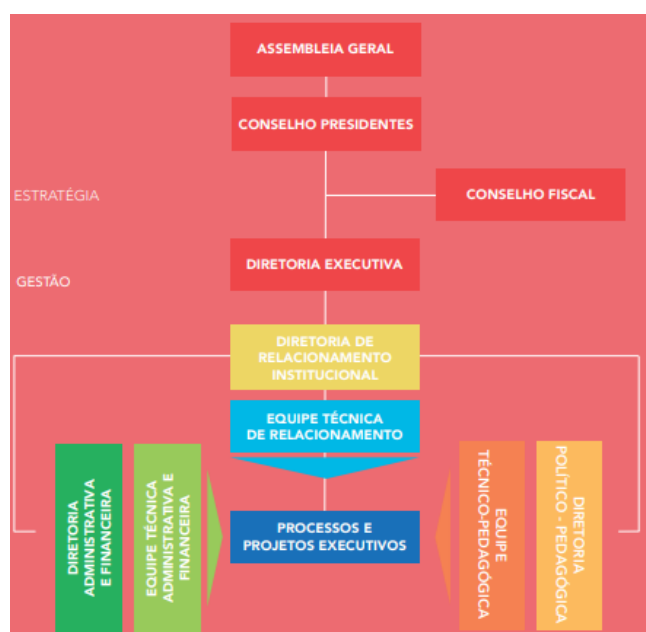 ASSEMBLEIA GERAL
CONSELHO PRESIDENTES
ESTRATÉGIA
CONSELHO FISCAL
DIRETORIA EXECUTIVA
GESTÃO
DIRETORIA DE
RELACIONAMENTO
INSTITUCIONAL
EQUIPE TÉCNICA
DE RELACIONAMENTO
DIRETORIA
ADMINISTRATIVA
E FINANCEIRA
EQUIPE TÉCNICA
ADMINISTRATIVA E
FINANCEIRA
PROCESSOS E
PROJETOS EXECUTIVOS
EQUIPE
TÉCNICO-PEDAGÓGICA
DIRETORIA
POLÍTICO - PEDAGÓGICA